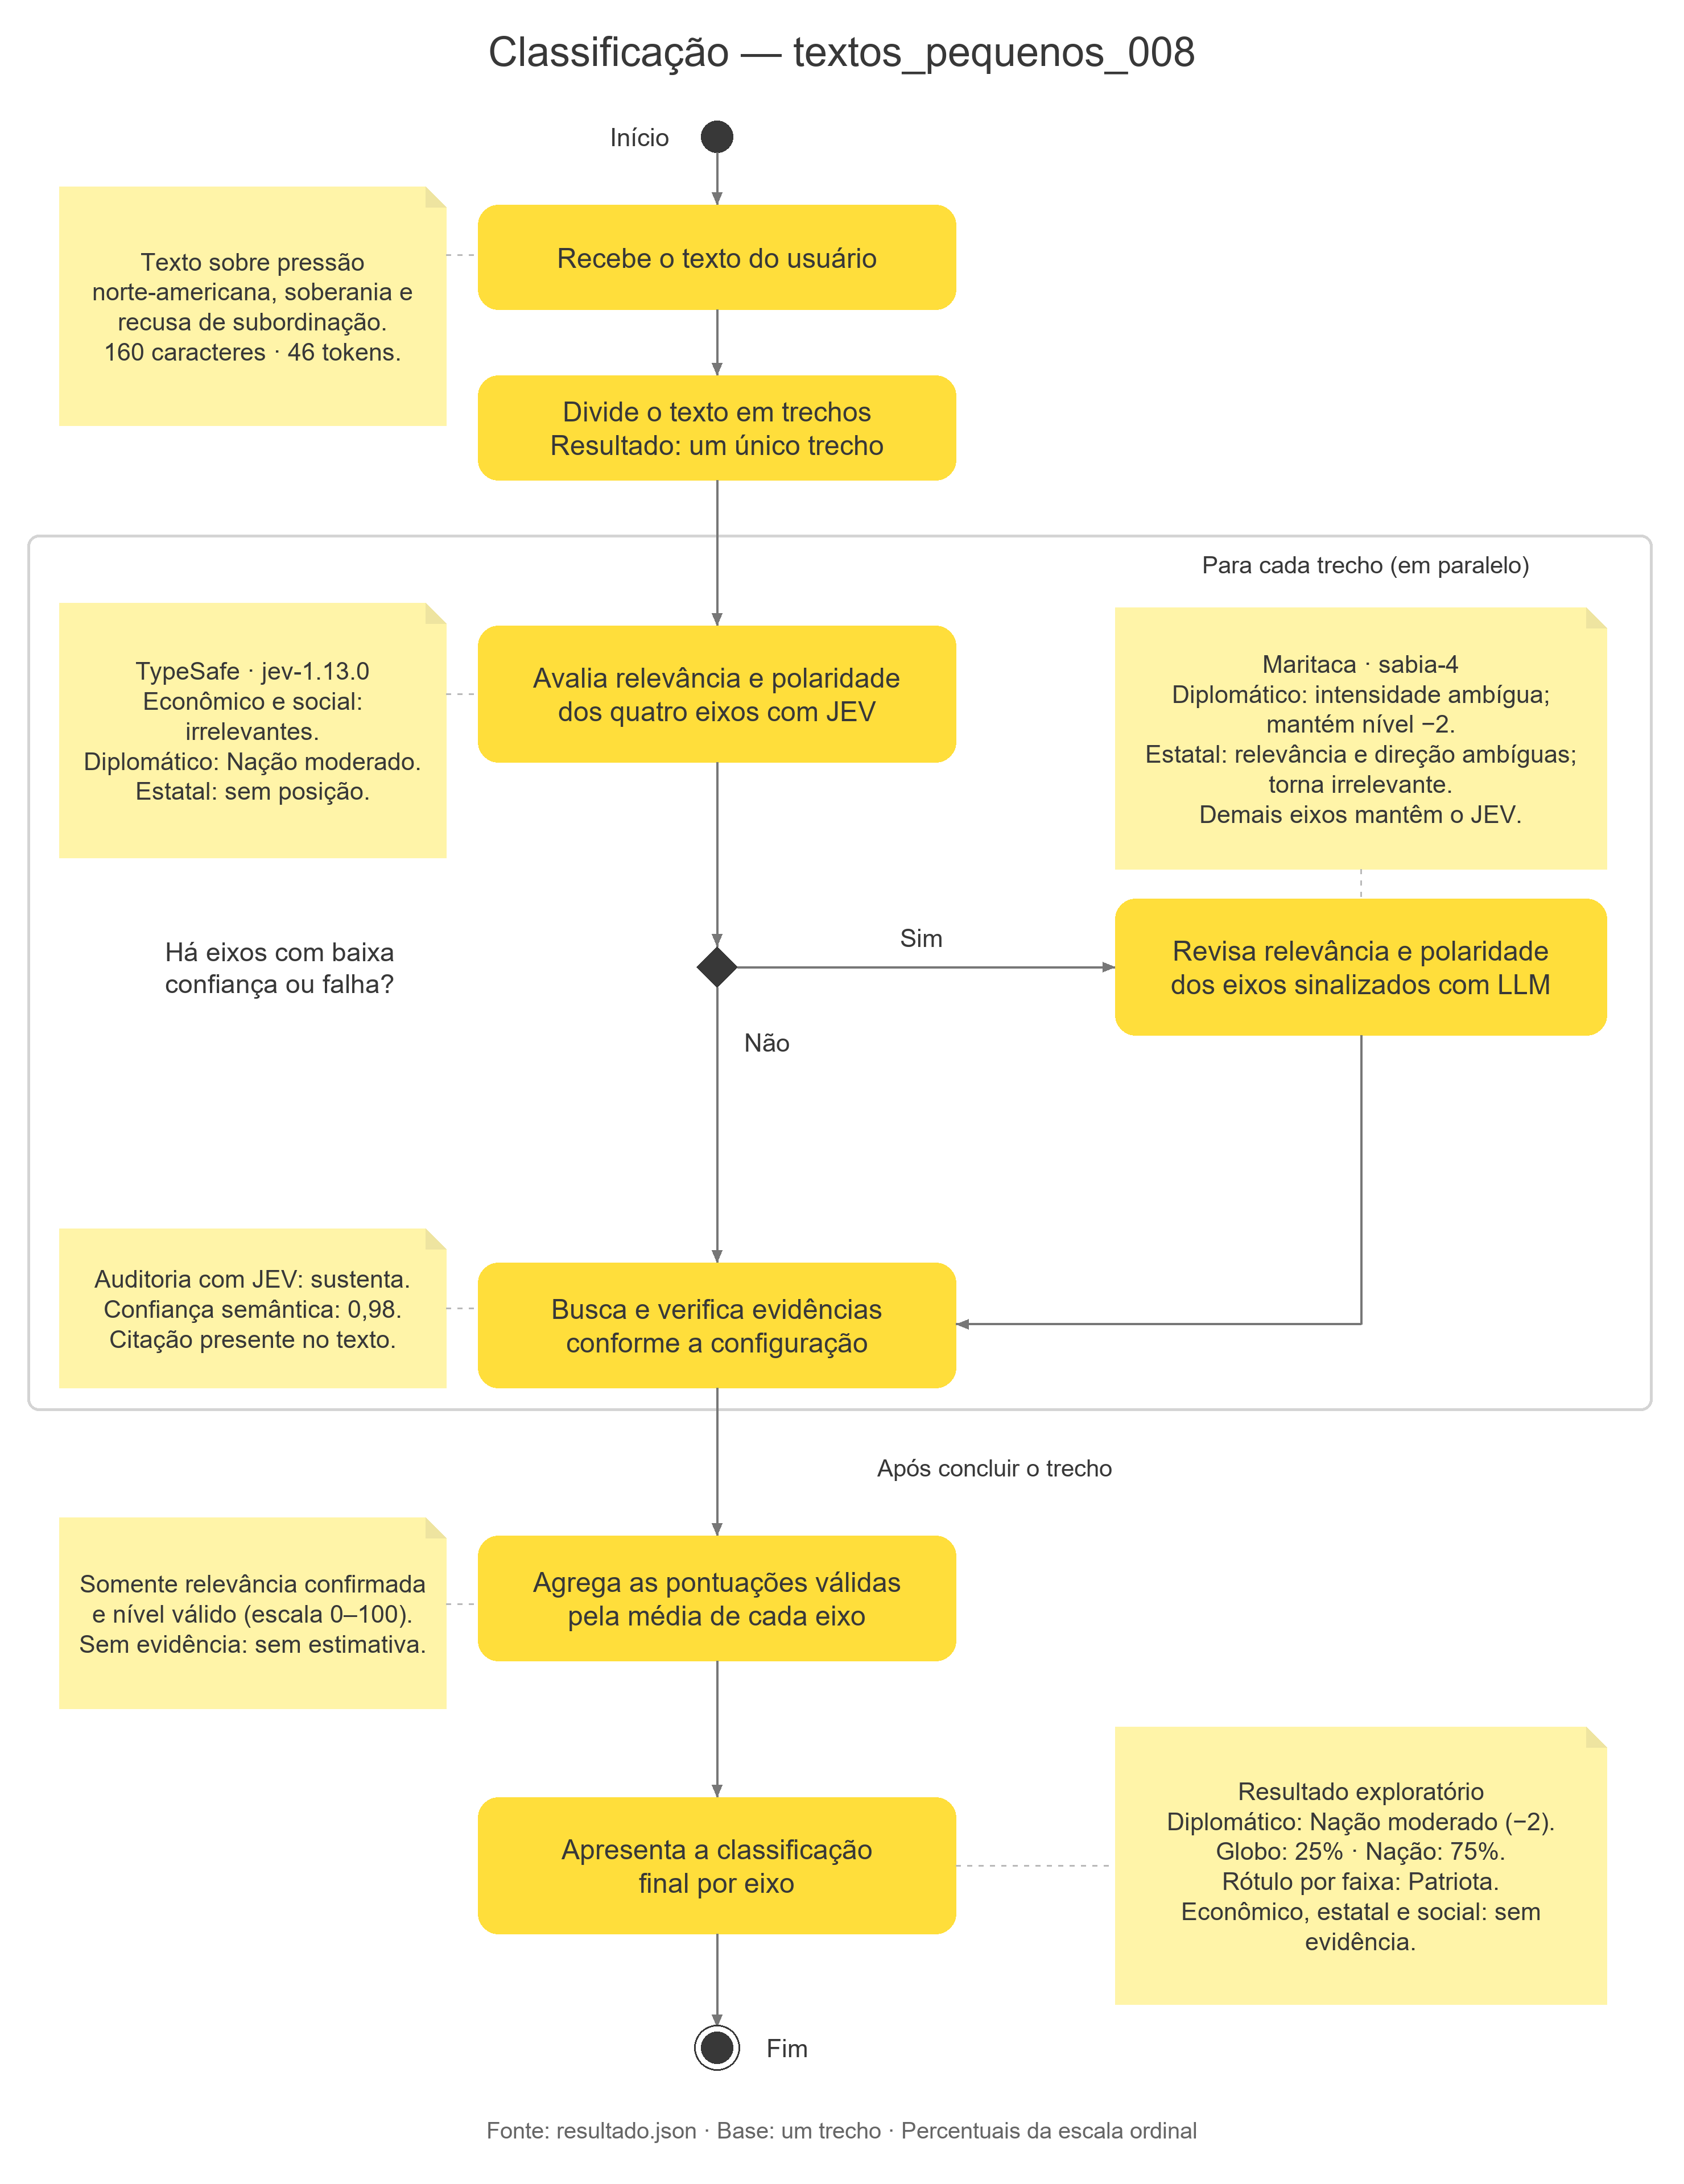 Classificação — textos_pequenos_008
Início
Texto sobre pressão
norte-americana, soberania e
recusa de subordinação.
160 caracteres · 46 tokens.
Recebe o texto do usuário
Divide o texto em trechos
Resultado: um único trecho
Para cada trecho (em paralelo)
TypeSafe · jev-1.13.0
Econômico e social:
irrelevantes.
Diplomático: Nação moderado.
Estatal: sem posição.
Avalia relevância e polaridade
dos quatro eixos com JEV
Maritaca · sabia-4
Diplomático: intensidade ambígua;
mantém nível −2.
Estatal: relevância e direção ambíguas;
torna irrelevante.
Demais eixos mantêm o JEV.
Há eixos com baixa
confiança ou falha?
Sim
Revisa relevância e polaridade
dos eixos sinalizados com LLM
Não
Auditoria com JEV: sustenta.
Confiança semântica: 0,98.
Citação presente no texto.
Busca e verifica evidências
conforme a configuração
Após concluir o trecho
Somente relevância confirmada
e nível válido (escala 0–100).
Sem evidência: sem estimativa.
Agrega as pontuações válidas
pela média de cada eixo
Apresenta a classificação
final por eixo
Resultado exploratório
Diplomático: Nação moderado (−2).
Globo: 25% · Nação: 75%.
Rótulo por faixa: Patriota.
Econômico, estatal e social: sem
evidência.
Fim
Fonte: resultado.json · Base: um trecho · Percentuais da escala ordinal